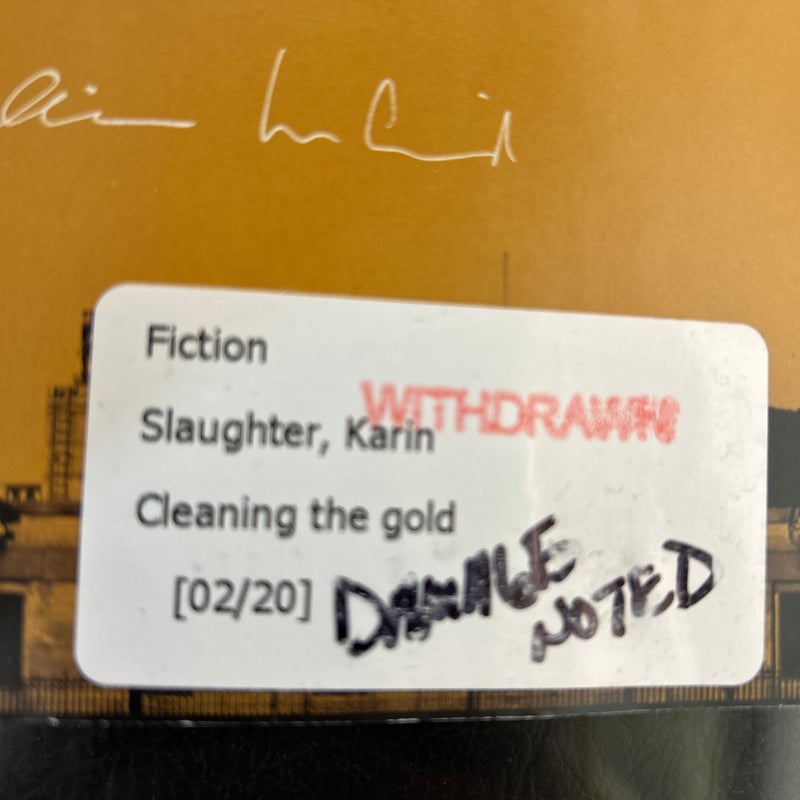 Fiction
WITHDRAWN
Slaughter, Karin
Cleaning the gold
[02/20] DAMAGE
NOTED